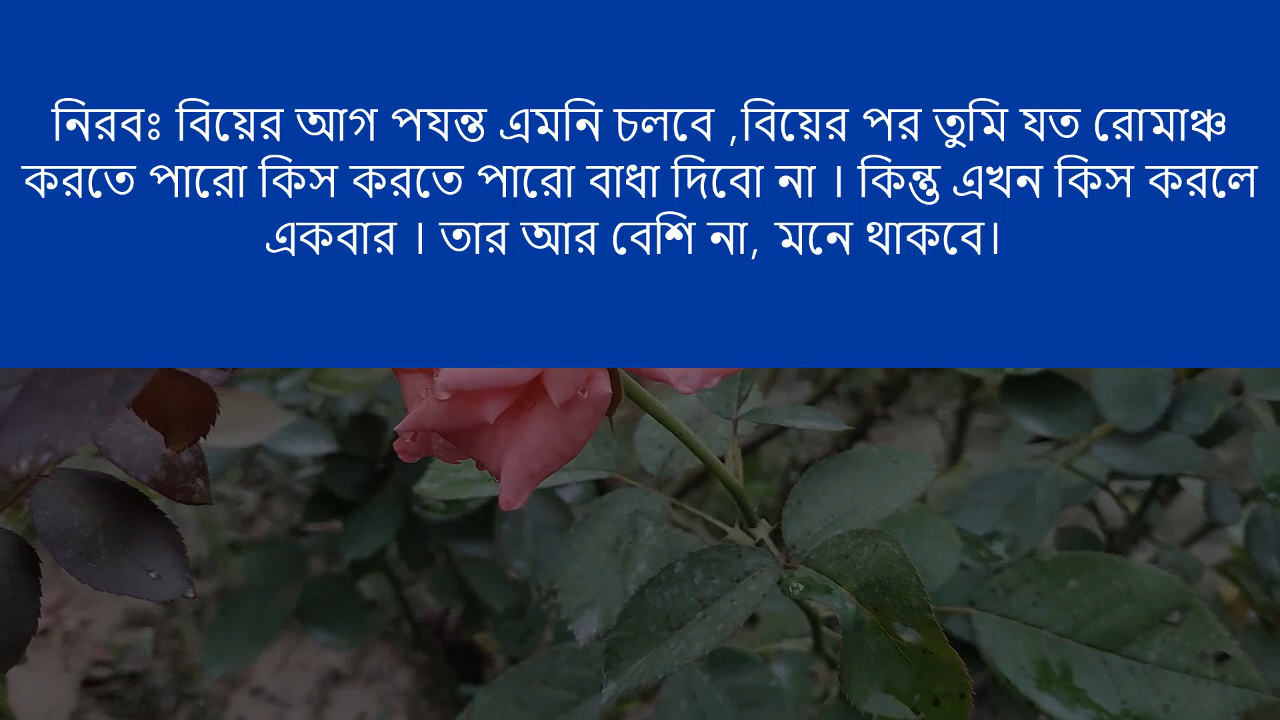 নিরবঃ বিয়ের আগ পযন্ত এমনি চলবে ,বিয়ের পর তুমি যত রোমাঞ্চ
করতে পারো কিস করতে পারো বাধা দিবো না । কিন্তু এখন কিস করলে
একবার । তার আর বেশি না, মনে থাকবে।